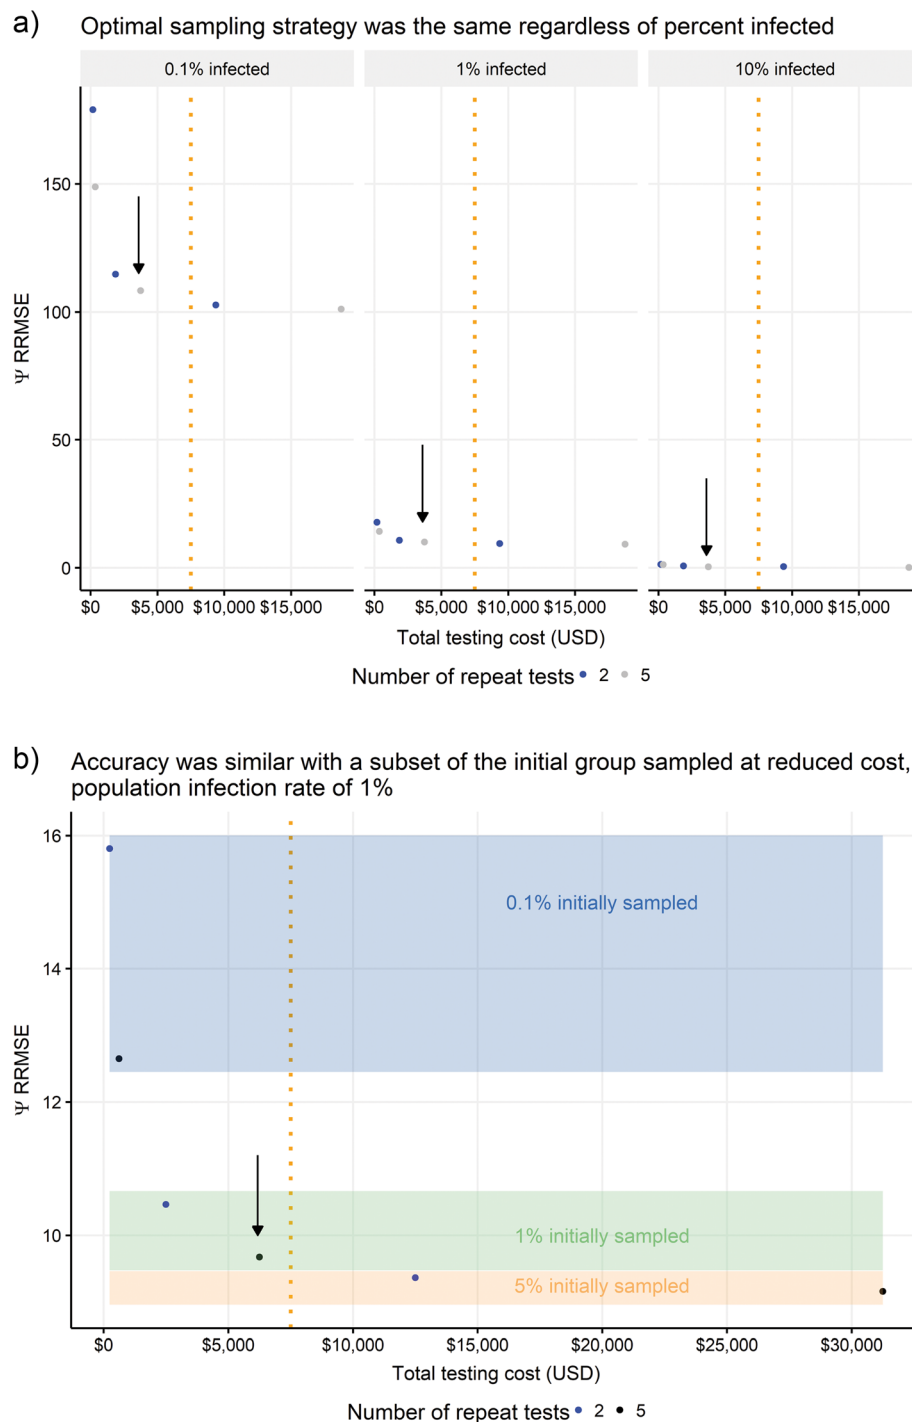 a) Optimal sampling strategy was the same regardless of percent infected
0.1% infected 1% infected 10% infected
150
100
50
0
Ψ RRMSE
$0 $5,000 $10,000 $15,000 $0 $5,000 $10,000 $15,000 $0 $5,000 $10,000 $15,000
Total testing cost (USD)
Number of repeat tests 2 5
b) Accuracy was similar with a subset of the initial group sampled at reduced cost,
population infection rate of 1%
16
0.1% initially sampled
14
12
Ψ RRMSE
10
1% initially sampled
5% initially sampled
$0 $5,000 $10,000 $15,000 $20,000 $25,000 $30,000
Total testing cost (USD)
Number of repeat tests 2 5